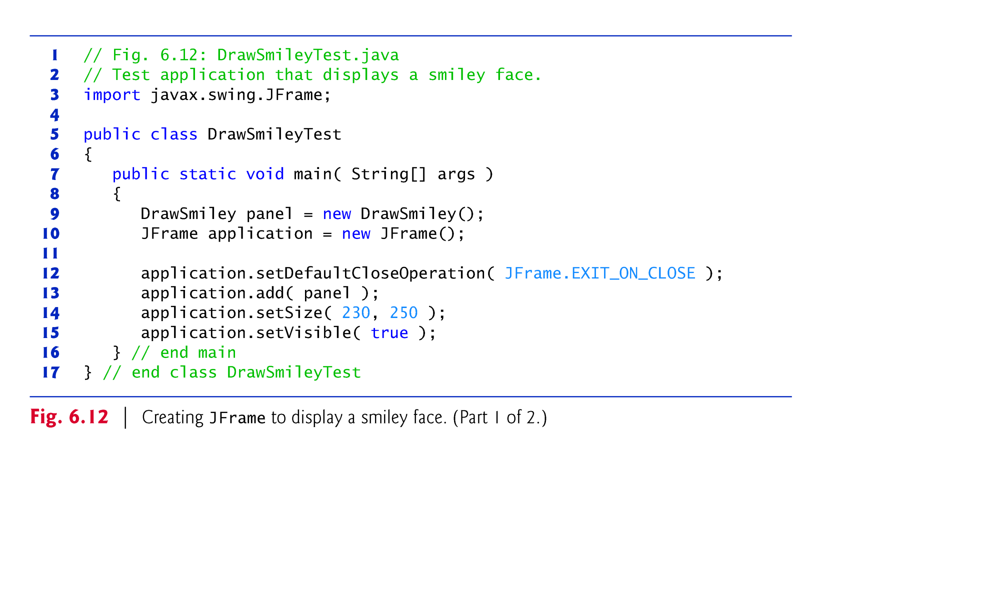 1 // Fig. 6.12: DrawSmileyTest.java
2 // Test application that displays a smiley face.
3 import javax.swing.JFrame;
4
5 public class DrawSmileyTest
6 {
7    public static void main( String[] args )
8    {
9       DrawSmiley panel = new DrawSmiley();
10       JFrame application = new JFrame();
11
12       application.setDefaultCloseOperation( JFrame.EXIT_ON_CLOSE );
13       application.add( panel );
14       application.setSize( 230, 250 );
15       application.setVisible( true );
16    } // end main
17 } // end class DrawSmileyTest
Fig. 6.12 | Creating JFrame to display a smiley face. (Part 1 of 2.)